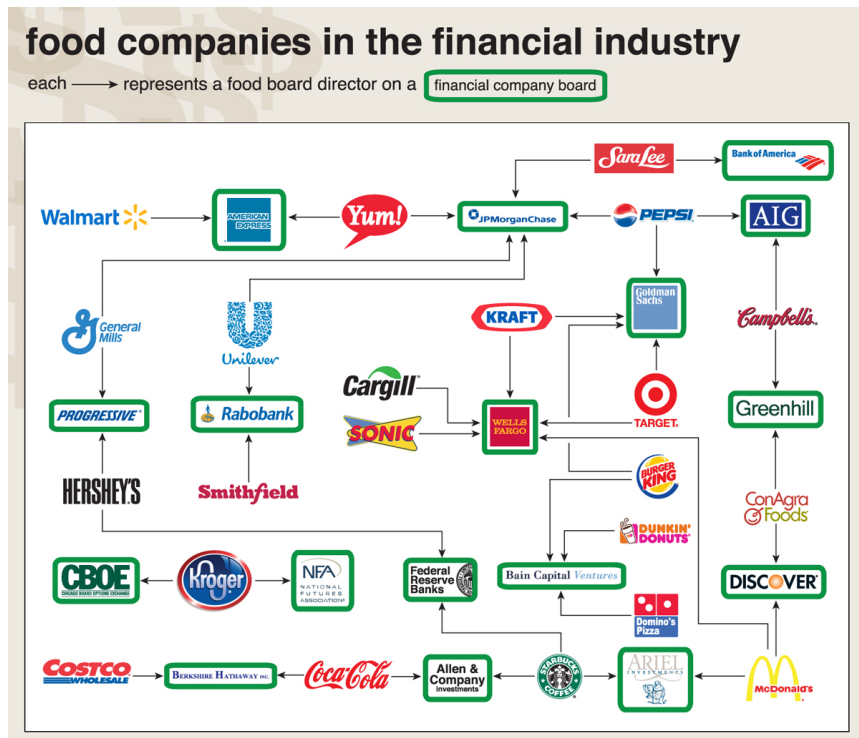 food companies in the financial industry
each → represents a food board director on a financial company board
Sara Lee
Bank of America
Walmart
AMERICAN
EXPRESS
Yum!
JPMorganChase
PEPSI
AIG
Goldman
Sachs
General
Mills
Unilever
KRAFT
Campbell's
Cargill
TARGET
PROGRESSIVE
Rabobank
SONIC
WELLS
FARGO
Greenhill
HERSHEY'S
Smithfield
BURGER
KING
ConAgra
Foods
DUNKIN'
DONUTS
CBOE
CHICAGO BOARD OPTIONS EXCHANGE
Kroger
NFA
NATIONAL
FUTURES
ASSOCIATION
Federal
Reserve
Banks
Bain Capital Ventures
DISCOVER
Domino's
Pizza
COSTCO
WHOLESALE
BERKSHIRE HATHAWAY INC.
Coca-Cola
Allen &
Company
Investments
STARBUCKS
COFFEE
ARIEL
INVESTMENTS
McDonald's